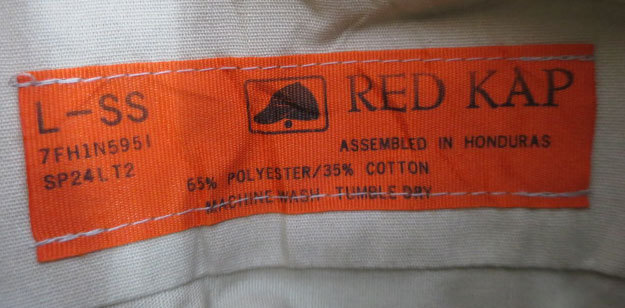 L-SS
RED KAP
7FH1N5951
ASSEMBLED IN HONDURAS
SP24LT2
65% POLYESTER/35% COTTON
MACHINE WASH TUMBLE DRY